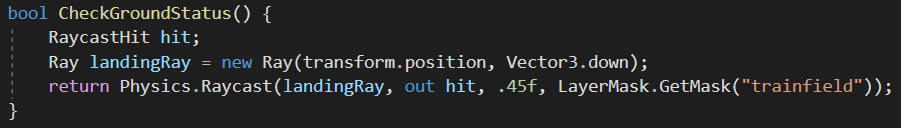 bool CheckGroundStatus() {
    RaycastHit hit;
    Ray landingRay = new Ray(transform.position, Vector3.down);
    return Physics.Raycast(landingRay, out hit, .45f, LayerMask.GetMask("trainfield"));
}